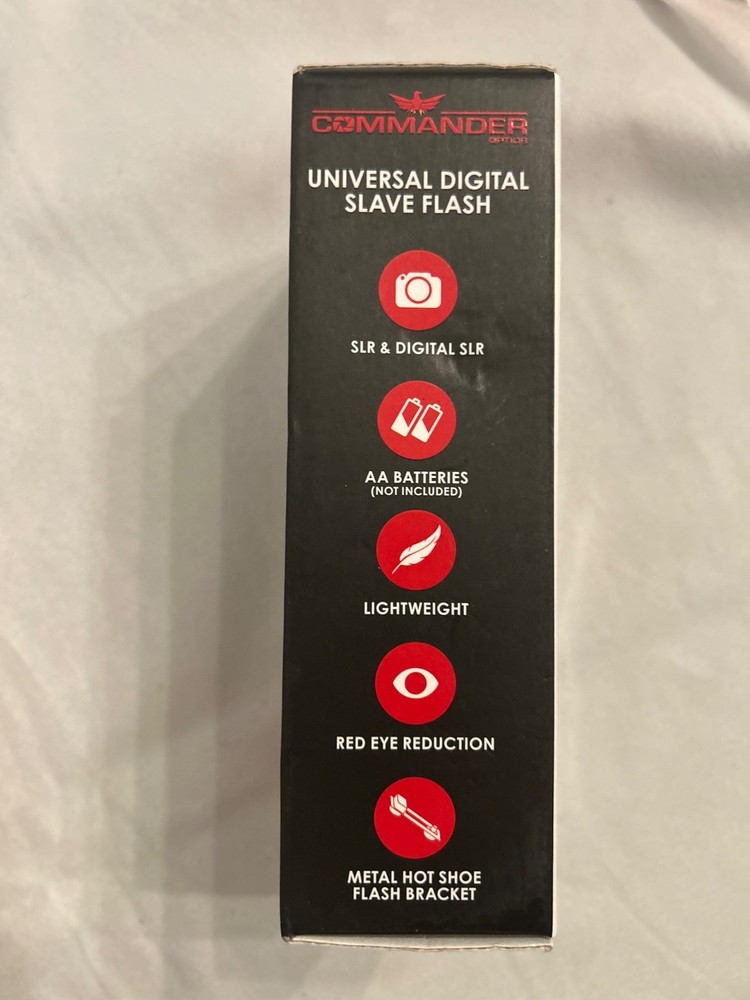 COMMANDER
OPTICS
UNIVERSAL DIGITAL
SLAVE FLASH
SLR & DIGITAL SLR
AA BATTERIES
(NOT INCLUDED)
LIGHTWEIGHT
RED EYE REDUCTION
METAL HOT SHOE
FLASH BRACKET